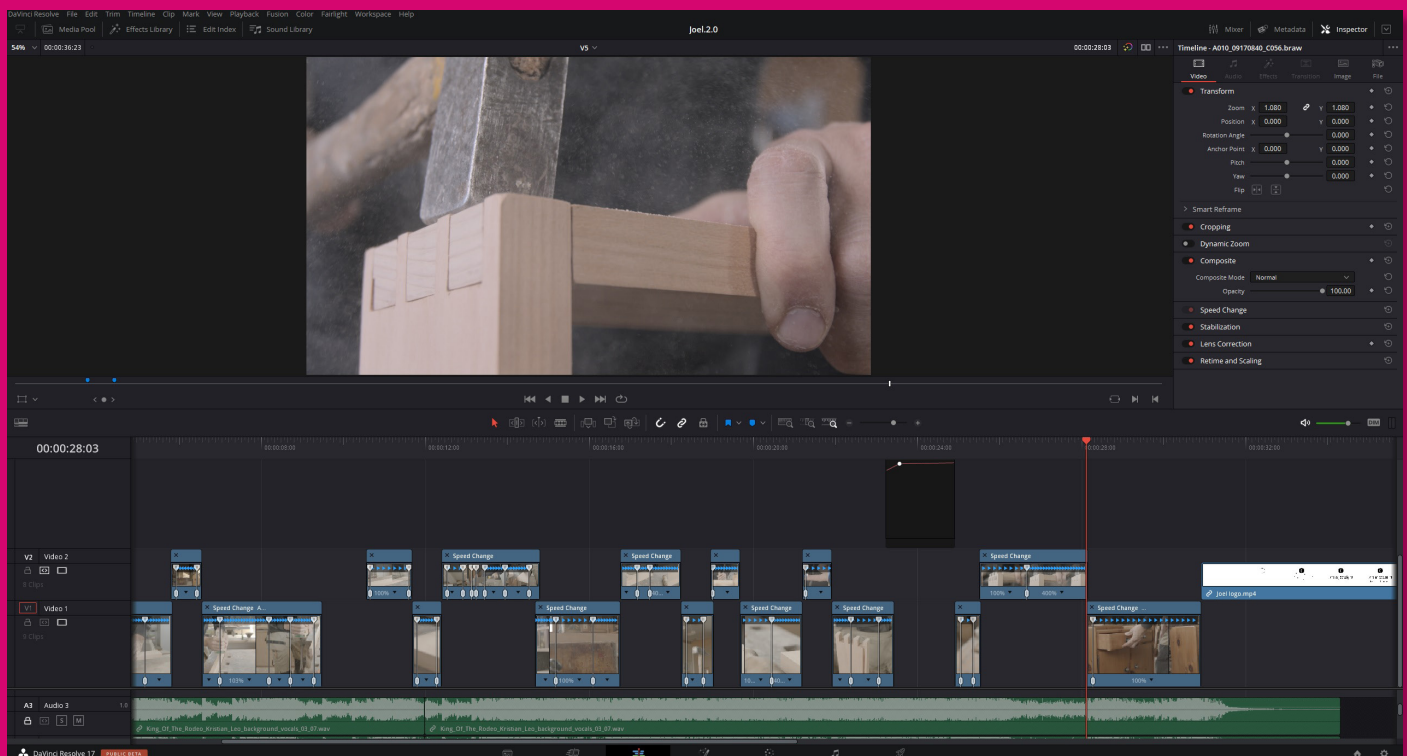 DaVinci Resolve File Edit Trim Timeline Clip Mark View Playback Fusion Color Fairlight Workspace Help
Media Pool Effects Library Edit Index Sound Library Joel.2.0 Mixer Metadata Inspector
54% 00:00:36:23 V5 00:00:28:03 Timeline - A010_09170840_C056.braw
Video Audio Effects Transition Image File
Transform
Zoom X 1.080 Y 1.080
Position X 0.000 Y 0.000
Rotation Angle 0.000
Anchor Point X 0.000 Y 0.000
Pitch 0.000
Yaw 0.000
Flip
Smart Reframe
Cropping
Dynamic Zoom
Composite
Composite Mode Normal
Opacity 100.00
Speed Change
Stabilization
Lens Correction
Retime and Scaling
DIM
00:00:28:03 00:00:08:00 00:00:12:00 00:00:16:00 00:00:20:00 00:00:24:00 00:00:28:00 00:00:32:00
V2 Video 2 Speed Change Speed Change Speed Change
9 Clips
100% 100% 400% Joel logo.mp4
V1 Video 1 Speed Change A... Speed Change Speed Change Speed Change Speed Change ...
9 Clips
103% 100% 10... 40... 100%
A3 Audio 3 1.0
S M
King_Of_The_Rodeo_Kristian_Leo_background_vocals_03_07.wav King_Of_The_Rodeo_Kristian_Leo_background_vocals_03_07.wav
DaVinci Resolve 17 PUBLIC BETA